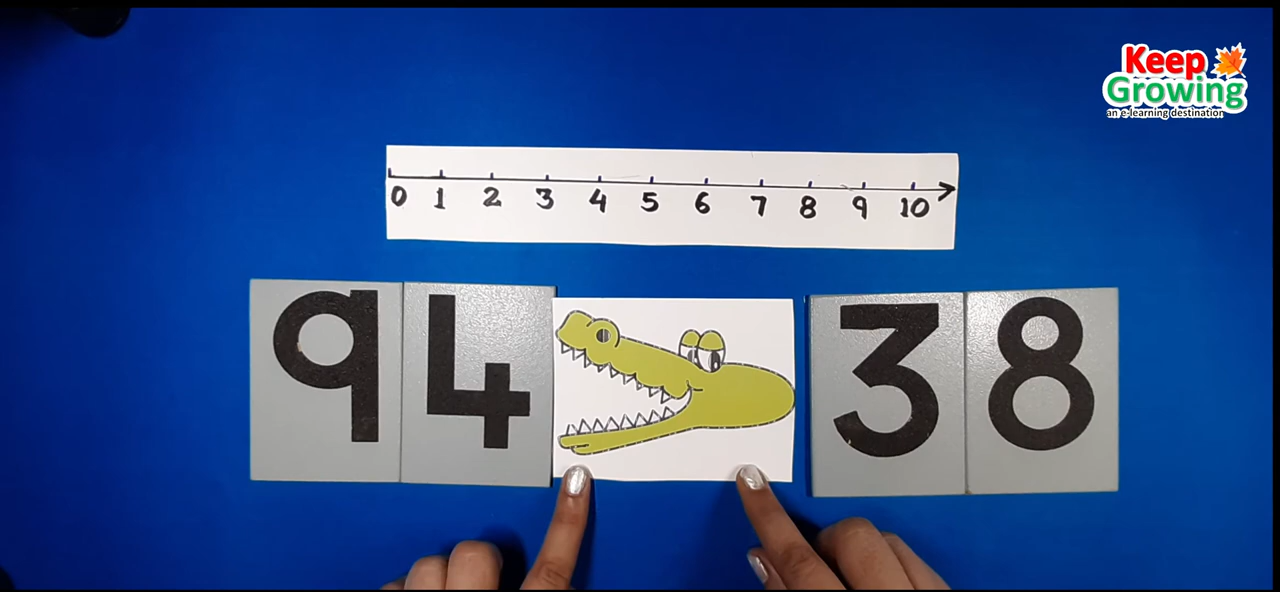 Keep
Growing
an e-learning destination
0 1 2 3 4 5 6 7 8 9 10
94 38